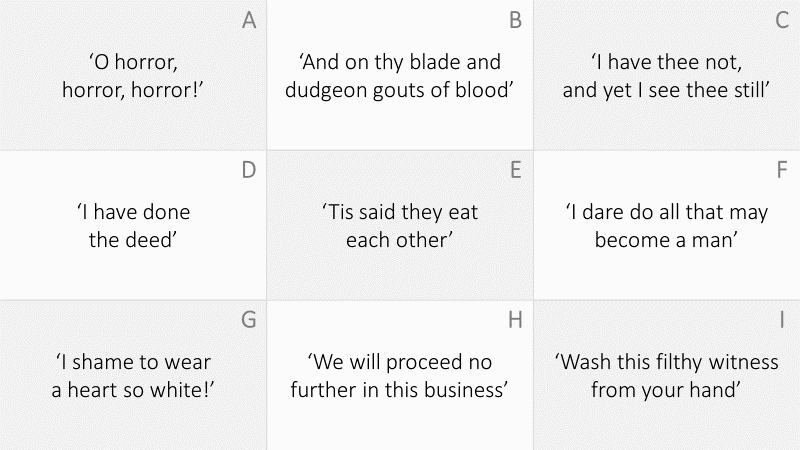 A
‘O horror,
horror, horror!’
B
‘And on thy blade and
dudgeon gouts of blood’
C
‘I have thee not,
and yet I see thee still’
D
‘I have done
the deed’
E
‘Tis said they eat
each other’
F
‘I dare do all that may
become a man’
G
‘I shame to wear
a heart so white!’
H
‘We will proceed no
further in this business’
I
‘Wash this filthy witness
from your hand’